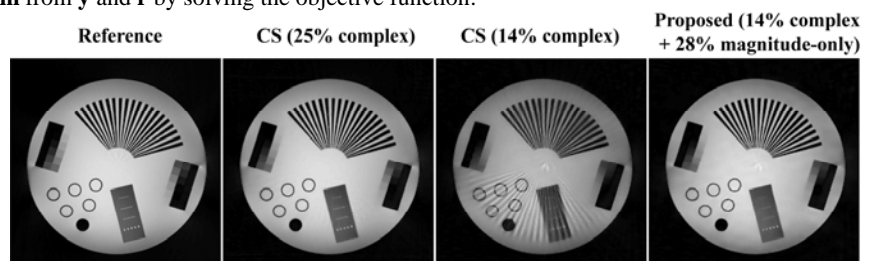 m from y and r by solving the objective function:
Reference
CS (25% complex)
CS (14% complex)
Proposed (14% complex
+ 28% magnitude-only)